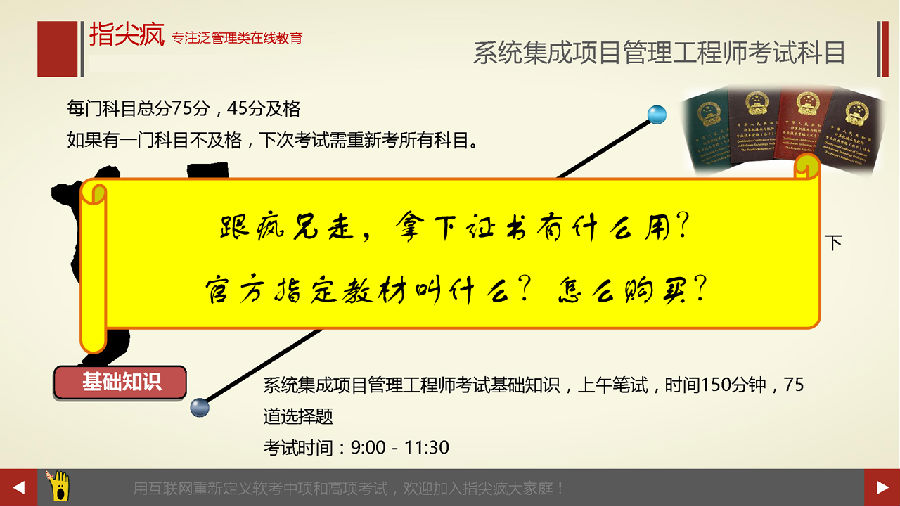 指尖疯 专注泛管理类在线教育
系统集成项目管理工程师考试科目
每门科目总分75分，45分及格
如果有一门科目不及格，下次考试需重新考所有科目。
跟疯兄走，拿下证书有什么用？
官方指定教材叫什么？怎么购买？
下
基础知识
系统集成项目管理工程师考试基础知识，上午笔试，时间150分钟，75
道选择题
考试时间：9:00 - 11:30
用互联网重新定义软考中项和高项考试，欢迎加入指尖疯大家庭！